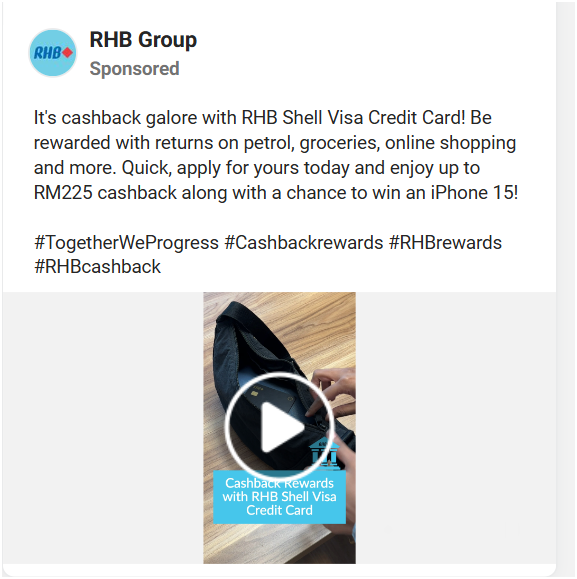 RHB
RHB Group
Sponsored
It's cashback galore with RHB Shell Visa Credit Card! Be
rewarded with returns on petrol, groceries, online shopping
and more. Quick, apply for yours today and enjoy up to
RM225 cashback along with a chance to win an iPhone 15!
#TogetherWeProgress #Cashbackrewards #RHBrewards
#RHBcashback
Cashback Rewards
with RHB Shell Visa
Credit Card